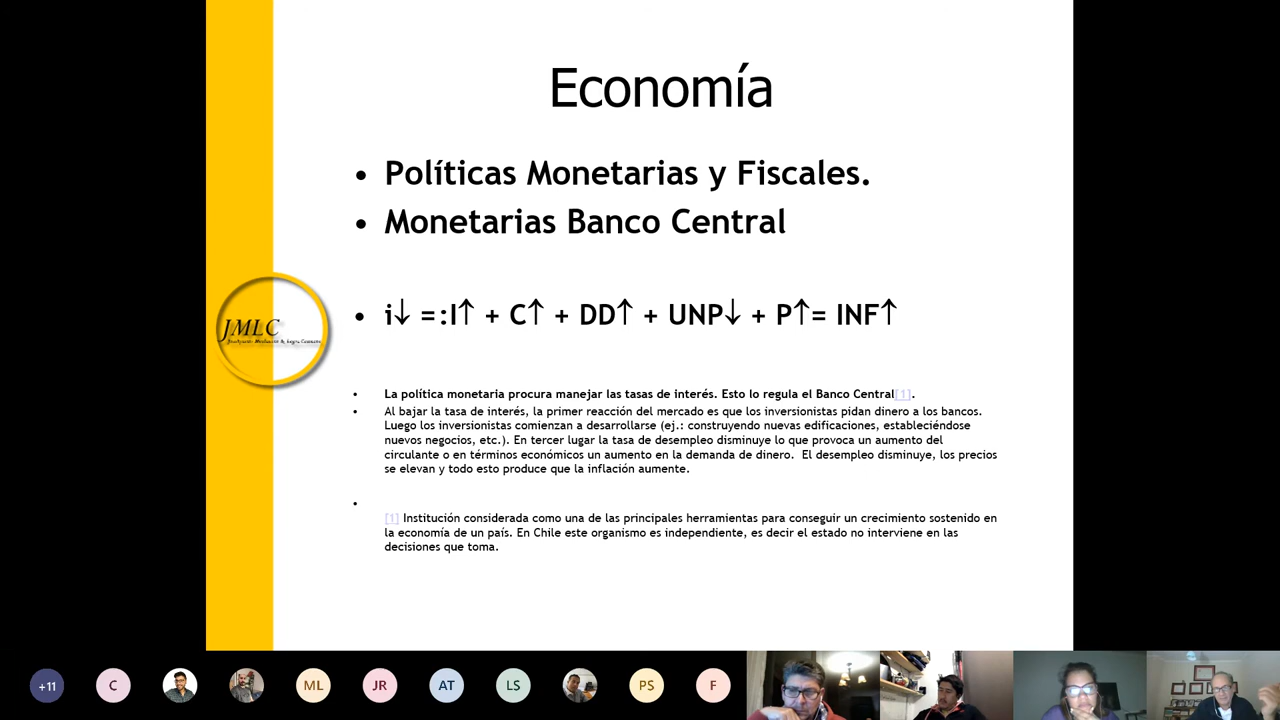 Economía
• Políticas Monetarias y Fiscales.
• Monetarias Banco Central
• i↓ =:I↑ + C↑ + DD↑ + UNP↓ + P↑= INF↑
JMLC
• La política monetaria procura manejar las tasas de interés. Esto lo regula el Banco Central[1].
• Al bajar la tasa de interés, la primer reacción del mercado es que los inversionistas pidan dinero a los bancos.
Luego los inversionistas comienzan a desarrollarse (ej.: construyendo nuevas edificaciones, estableciéndose
nuevos negocios, etc.). En tercer lugar la tasa de desempleo disminuye lo que provoca un aumento del
circulante o en términos económicos un aumento en la demanda de dinero. El desempleo disminuye, los precios
se elevan y todo esto produce que la inflación aumente.
•
[1] Institución considerada como una de las principales herramientas para conseguir un crecimiento sostenido en
la economía de un país. En Chile este organismo es independiente, es decir el estado no interviene en las
decisiones que toma.
+11 C ML JR AT LS PS F